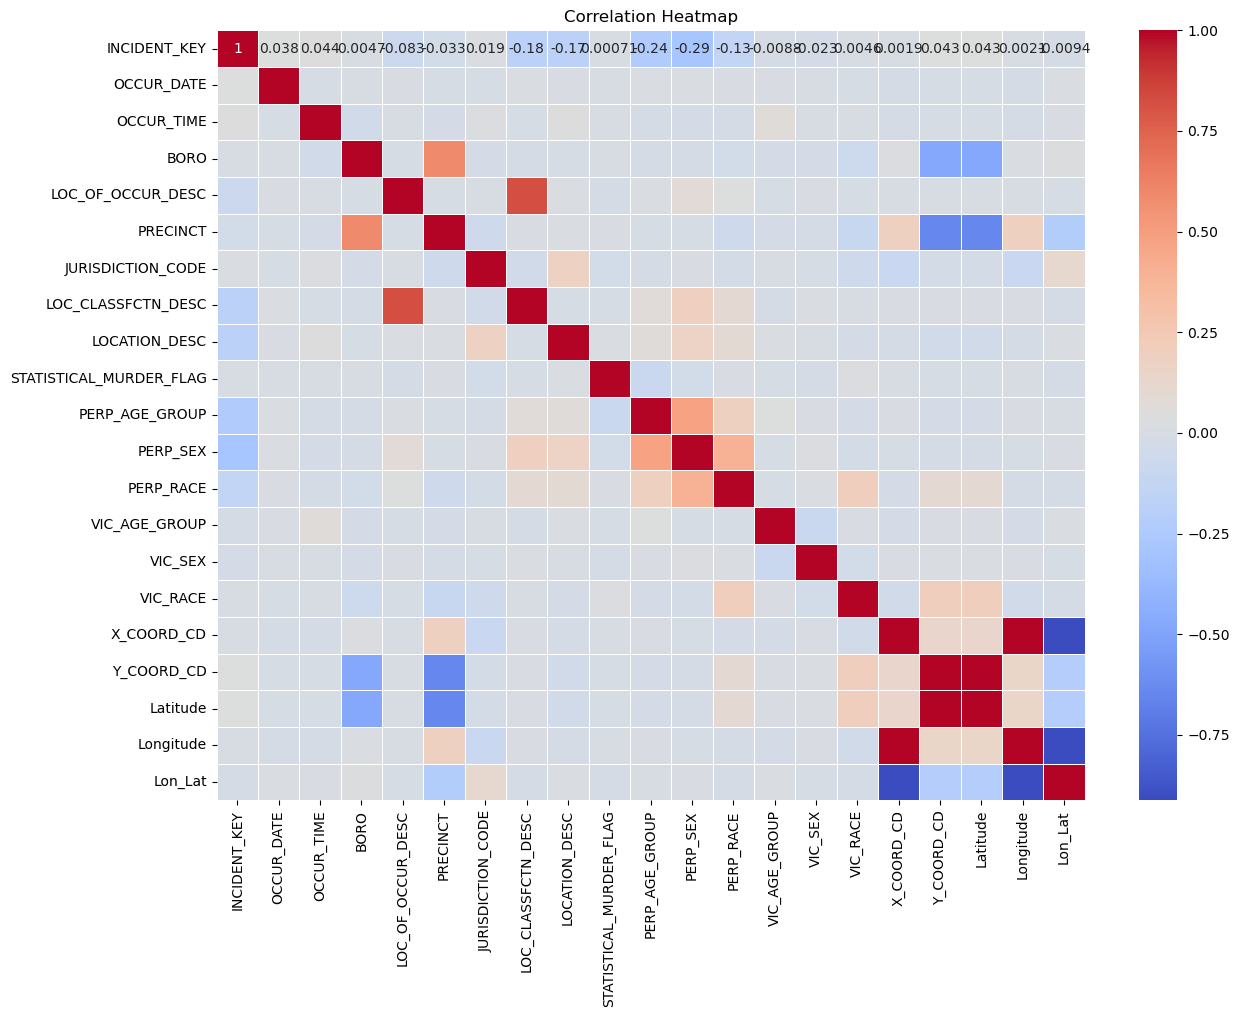 Correlation Heatmap
INCIDENT_KEY 1 0.038 0.044 0.0047 -0.083 -0.033 0.019 -0.18 -0.17 0.00071 -0.24 -0.29 -0.13 -0.0088 -0.023 0.0046 0.0019 0.043 0.043 0.0021 -0.0094
OCCUR_DATE
OCCUR_TIME
BORO
LOC_OF_OCCUR_DESC
PRECINCT
JURISDICTION_CODE
LOC_CLASSFCTN_DESC
LOCATION_DESC
STATISTICAL_MURDER_FLAG
PERP_AGE_GROUP
PERP_SEX
PERP_RACE
VIC_AGE_GROUP
VIC_SEX
VIC_RACE
X_COORD_CD
Y_COORD_CD
Latitude
Longitude
Lon_Lat
INCIDENT_KEY
OCCUR_DATE
OCCUR_TIME
BORO
LOC_OF_OCCUR_DESC
PRECINCT
JURISDICTION_CODE
LOC_CLASSFCTN_DESC
LOCATION_DESC
STATISTICAL_MURDER_FLAG
PERP_AGE_GROUP
PERP_SEX
PERP_RACE
VIC_AGE_GROUP
VIC_SEX
VIC_RACE
X_COORD_CD
Y_COORD_CD
Latitude
Longitude
Lon_Lat
1.00
0.75
0.50
0.25
0.00
−0.25
−0.50
−0.75